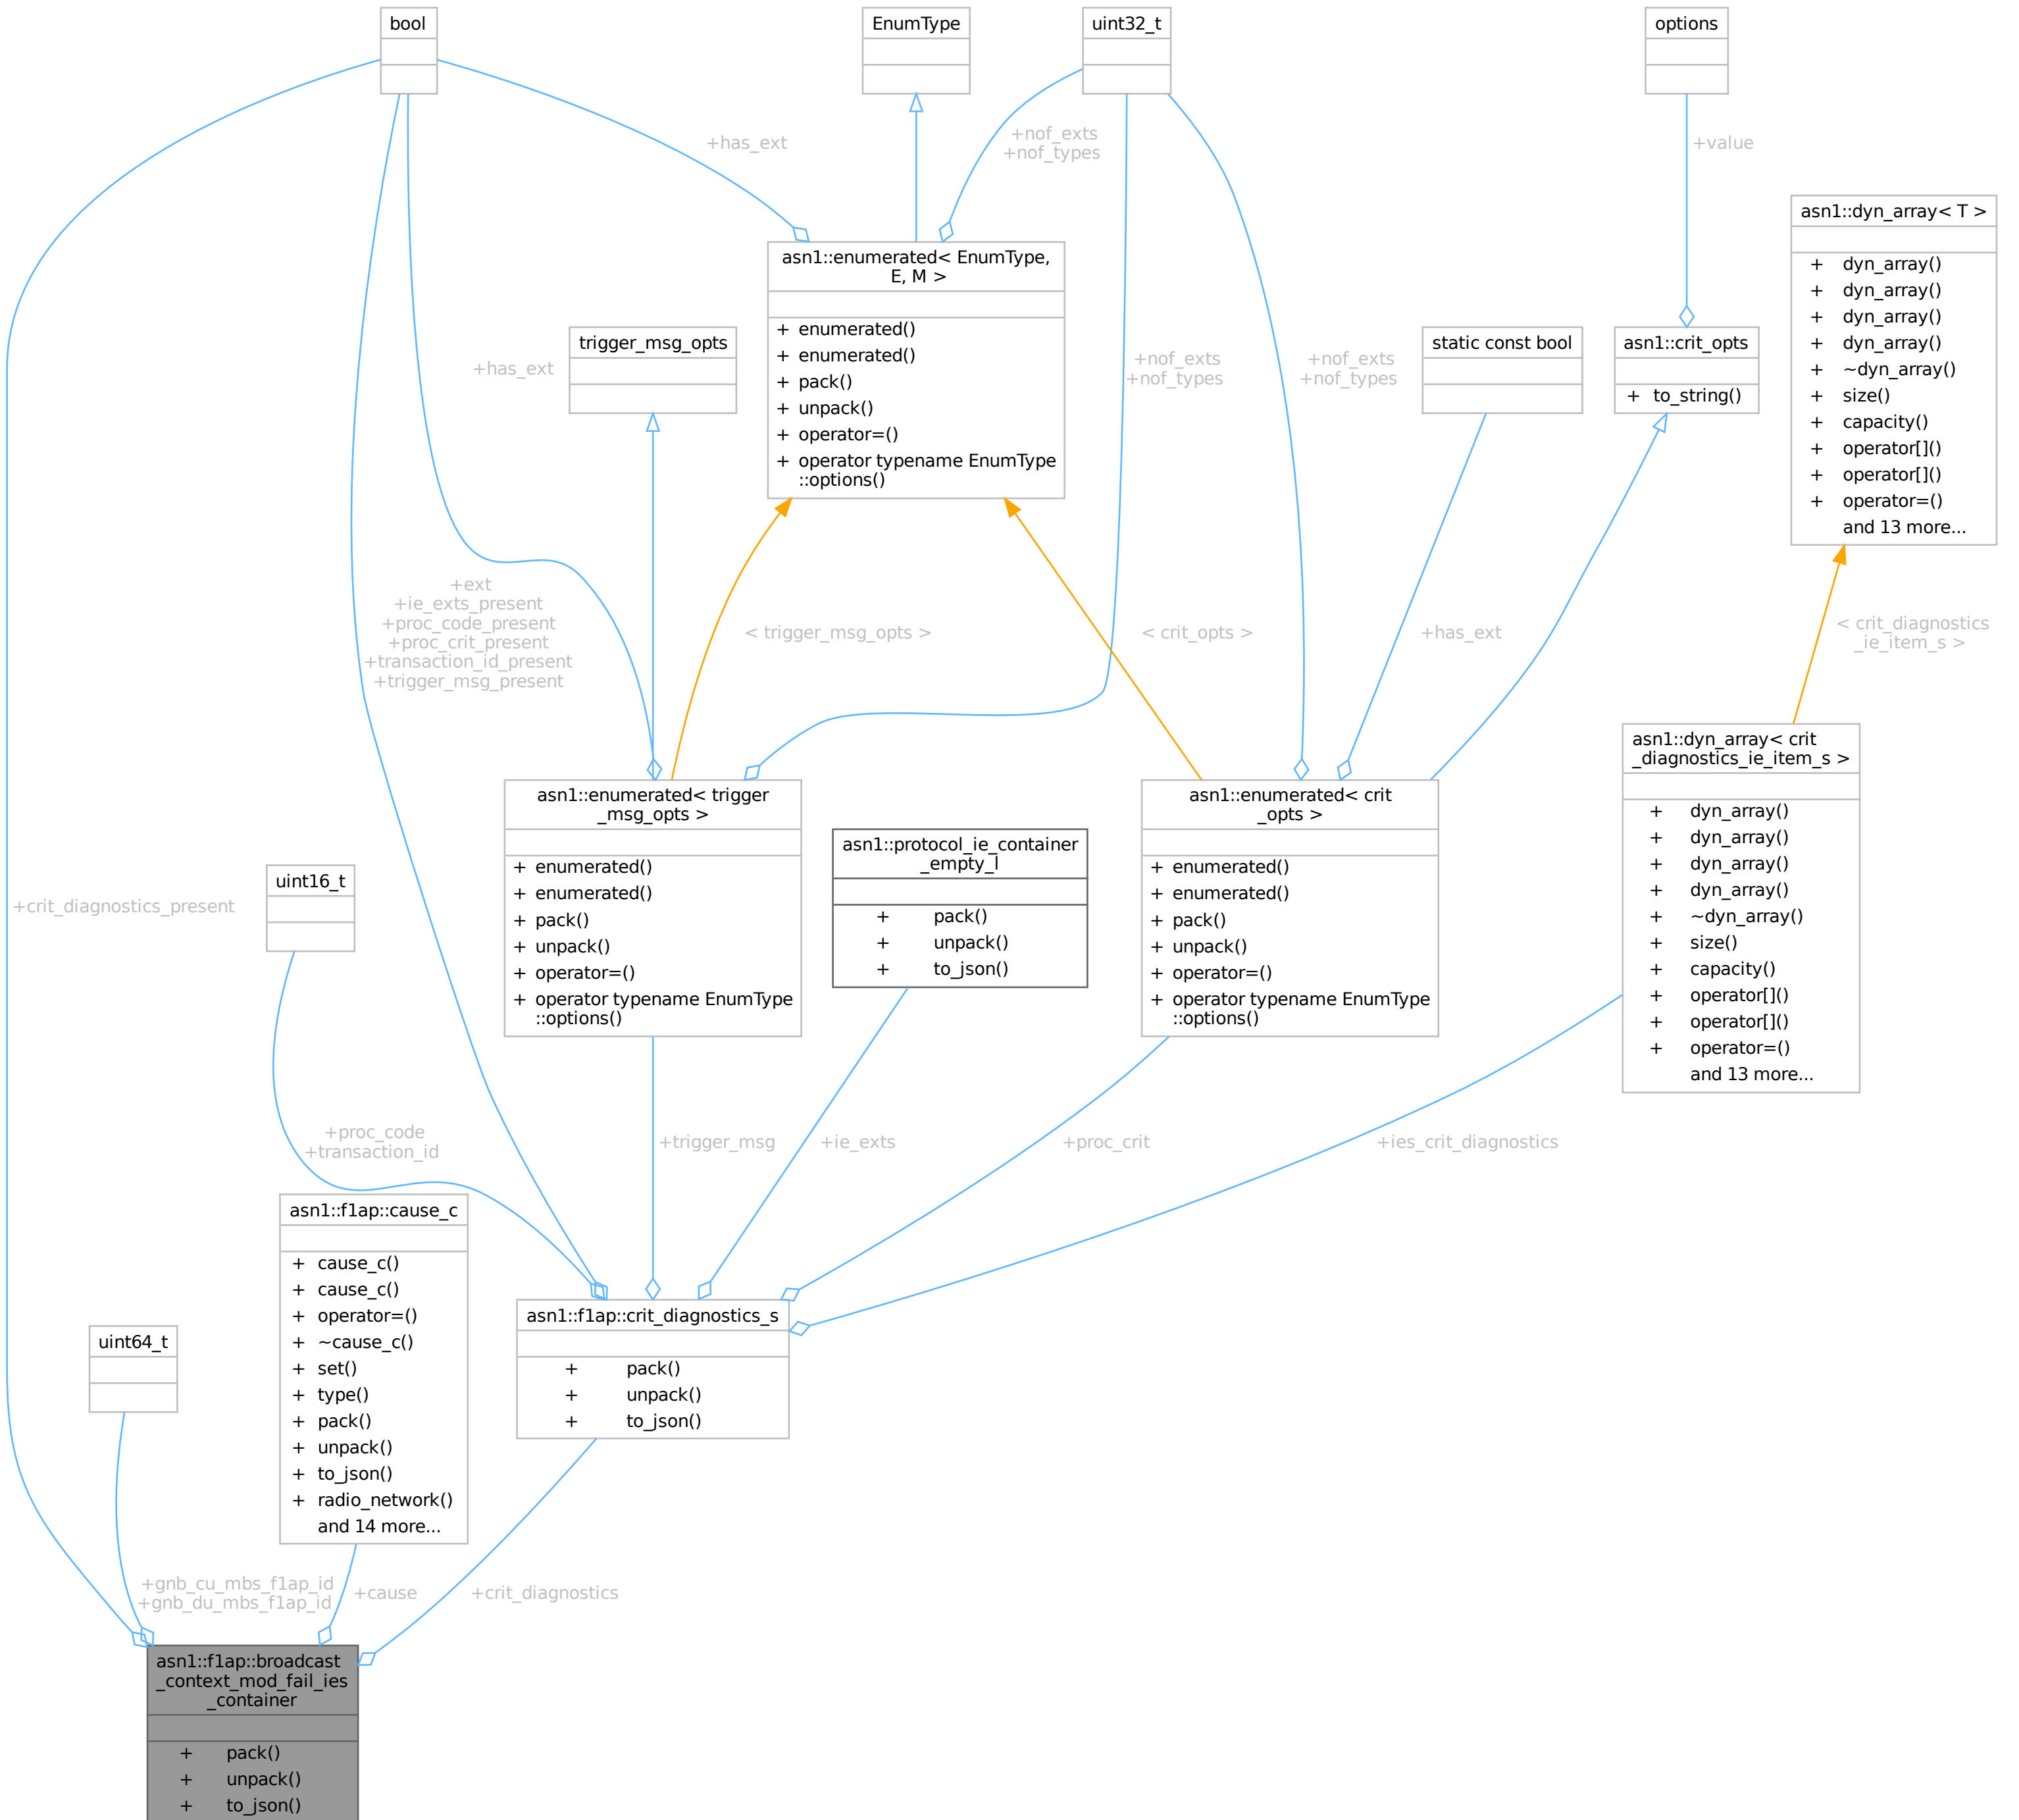 bool
EnumType
uint32_t
options
+has_ext
+nof_exts
+nof_types
+value
asn1::dyn_array< T >
+ dyn_array()
+ dyn_array()
+ dyn_array()
+ dyn_array()
+ ~dyn_array()
+ size()
+ capacity()
+ operator[]()
+ operator[]()
+ operator=()
and 13 more...
asn1::enumerated< EnumType,
E, M >
+ enumerated()
+ enumerated()
+ pack()
+ unpack()
+ operator=()
+ operator typename EnumType
::options()
trigger_msg_opts
static const bool
asn1::crit_opts
+ to_string()
+has_ext
+nof_exts
+nof_types
+nof_exts
+nof_types
+ext
+ie_exts_present
+proc_code_present
+proc_crit_present
+transaction_id_present
+trigger_msg_present
< trigger_msg_opts >
< crit_opts >
+has_ext
< crit_diagnostics
_ie_item_s >
asn1::dyn_array< crit
_diagnostics_ie_item_s >
+ dyn_array()
+ dyn_array()
+ dyn_array()
+ dyn_array()
+ ~dyn_array()
+ size()
+ capacity()
+ operator[]()
+ operator[]()
+ operator=()
and 13 more...
asn1::enumerated< trigger
_msg_opts >
+ enumerated()
+ enumerated()
+ pack()
+ unpack()
+ operator=()
+ operator typename EnumType
::options()
asn1::protocol_ie_container
_empty_l
+ pack()
+ unpack()
+ to_json()
asn1::enumerated< crit
_opts >
+ enumerated()
+ enumerated()
+ pack()
+ unpack()
+ operator=()
+ operator typename EnumType
::options()
uint16_t
+crit_diagnostics_present
+proc_code
+transaction_id
+trigger_msg
+ie_exts
+proc_crit
+ies_crit_diagnostics
asn1::f1ap::cause_c
+ cause_c()
+ cause_c()
+ operator=()
+ ~cause_c()
+ set()
+ type()
+ pack()
+ unpack()
+ to_json()
+ radio_network()
and 14 more...
uint64_t
asn1::f1ap::crit_diagnostics_s
+ pack()
+ unpack()
+ to_json()
+gnb_cu_mbs_f1ap_id
+gnb_du_mbs_f1ap_id
+cause
+crit_diagnostics
asn1::f1ap::broadcast
_context_mod_fail_ies
_container
+ pack()
+ unpack()
+ to_json()